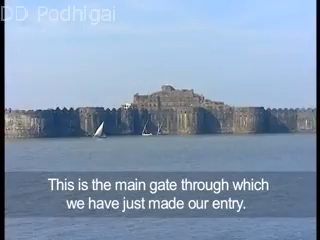 DD Podhigai
This is the main gate through which
we have just made our entry.